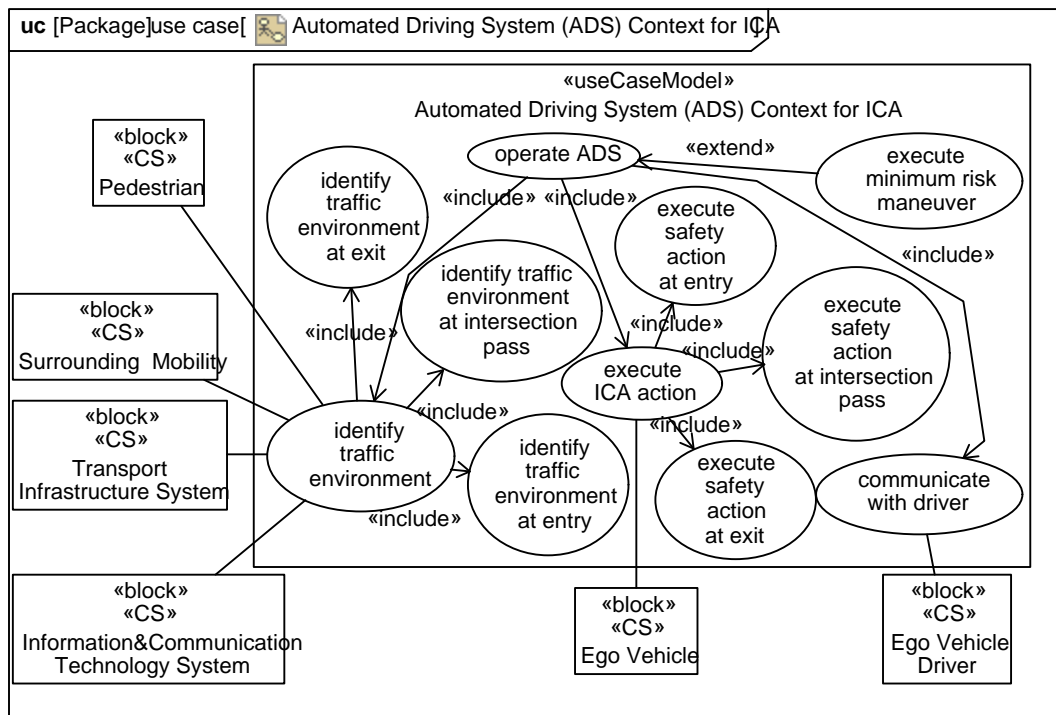 uc [Package]use case[ Automated Driving System (ADS) Context for ICA
«useCaseModel»
Automated Driving System (ADS) Context for ICA
«block»
«CS»
Pedestrian
operate ADS
«extend»
execute
minimum risk
maneuver
identify
traffic
environment
at exit
«include»
«include»
execute
safety
action
at entry
«include»
identify traffic
environment
at intersection
pass
«block»
«CS»
Surrounding Mobility
«include»
«include»
execute
safety
action
at intersection
pass
«include»
execute
ICA action
«block»
«CS»
Transport
Infrastructure System
identify
traffic
environment
«include»
«include»
identify
traffic
environment
at entry
«include»
execute
safety
action
at exit
communicate
with driver
«block»
«CS»
Information&Communication
Technology System
«block»
«CS»
Ego Vehicle
«block»
«CS»
Ego Vehicle
Driver